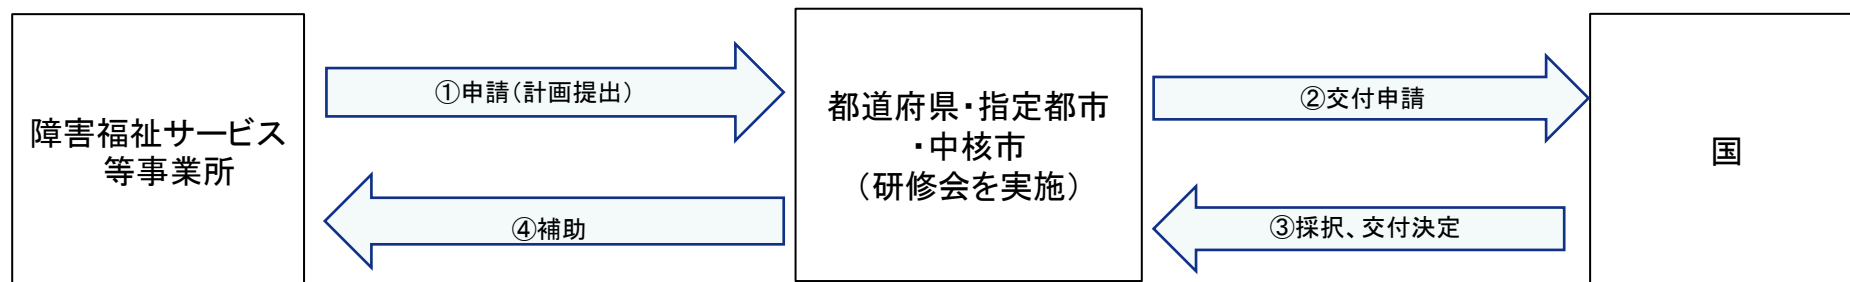 障害福祉サービス
等事業所
①申請(計画提出)
④補助
都道府県・指定都市
・中核市
(研修会を実施)
②交付申請
③採択、交付決定
国